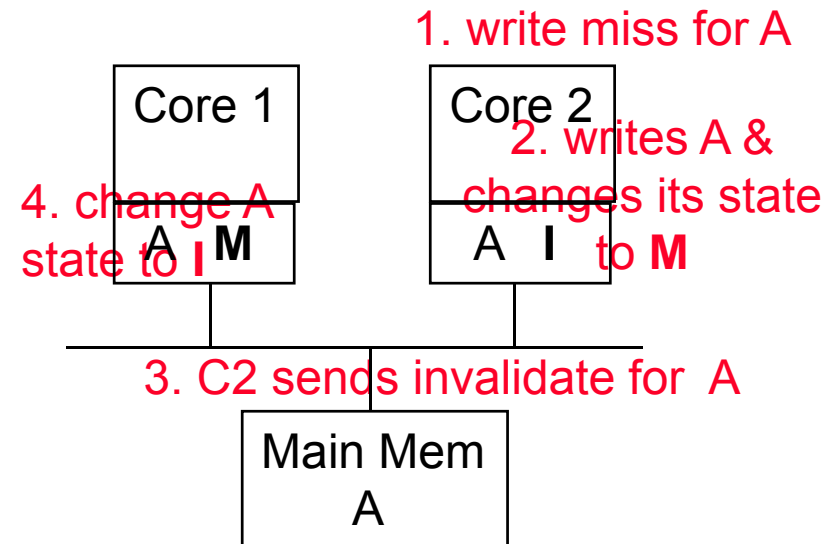 1. write miss for A
Core 1
Core 2
2. writes A &
changes its state
to M
4. change A
state to I
A M
A I
3. C2 sends invalidate for A
Main Mem
A